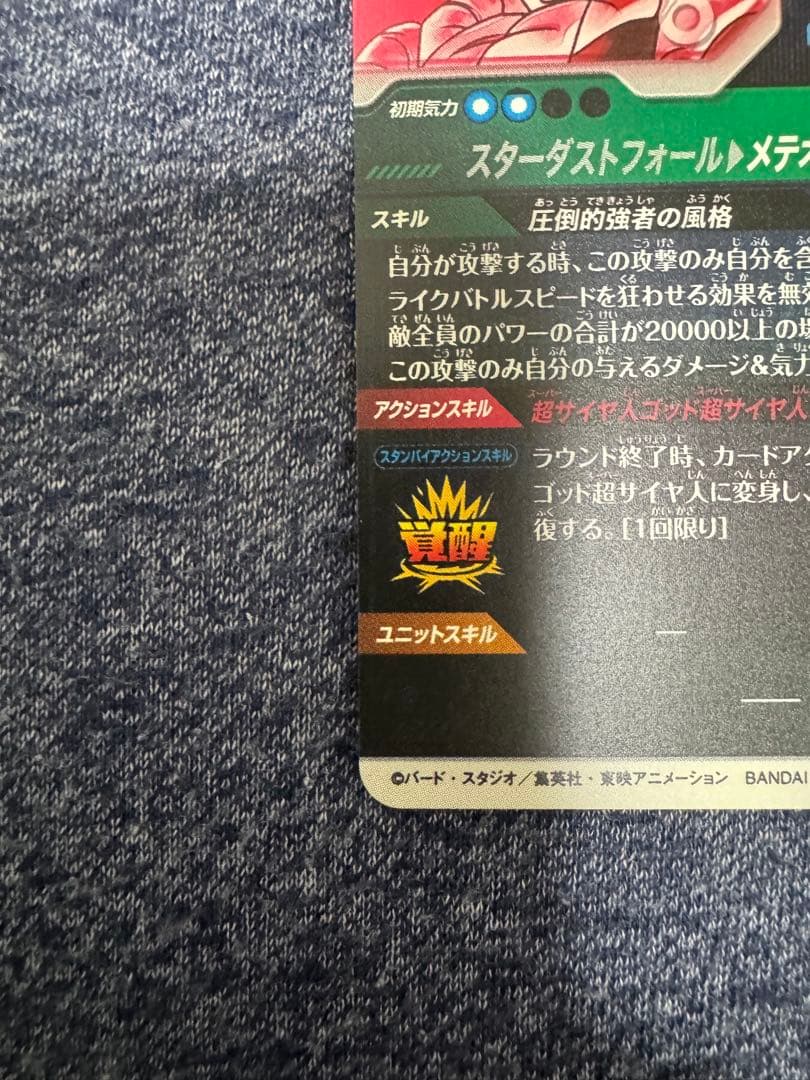 初期気力
スターダストフォール▶メテオ
スキル 圧倒的強者の風格
自分が攻撃する時、この攻撃のみ自分を含
ライクバトルスピードを狂わせる効果を無効
敵全員のパワーの合計が20000以上の場
この攻撃のみ自分の与えるダメージ&気力
アクションスキル 超サイヤ人ゴッド超サイヤ人
スタンバイアクションスキル ラウンド終了時、カードアク
ゴッド超サイヤ人に変身し、
復する。[1回限り]
覚醒
ユニットスキル —
©バード・スタジオ／集英社・東映アニメーション BANDAI